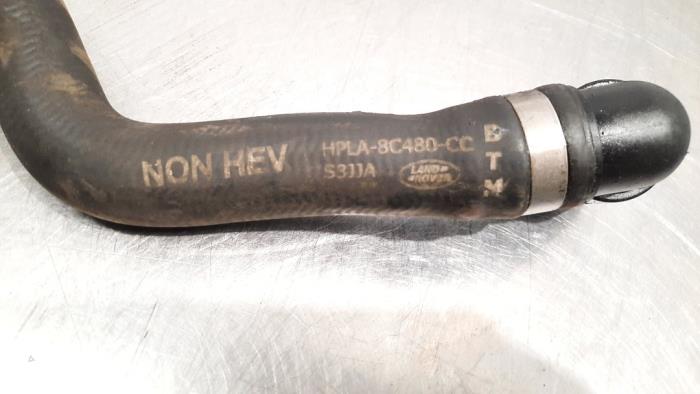 NON HEV
HPLA-8C480-CC
S3JJA
LAND
ROVER
B
T
M